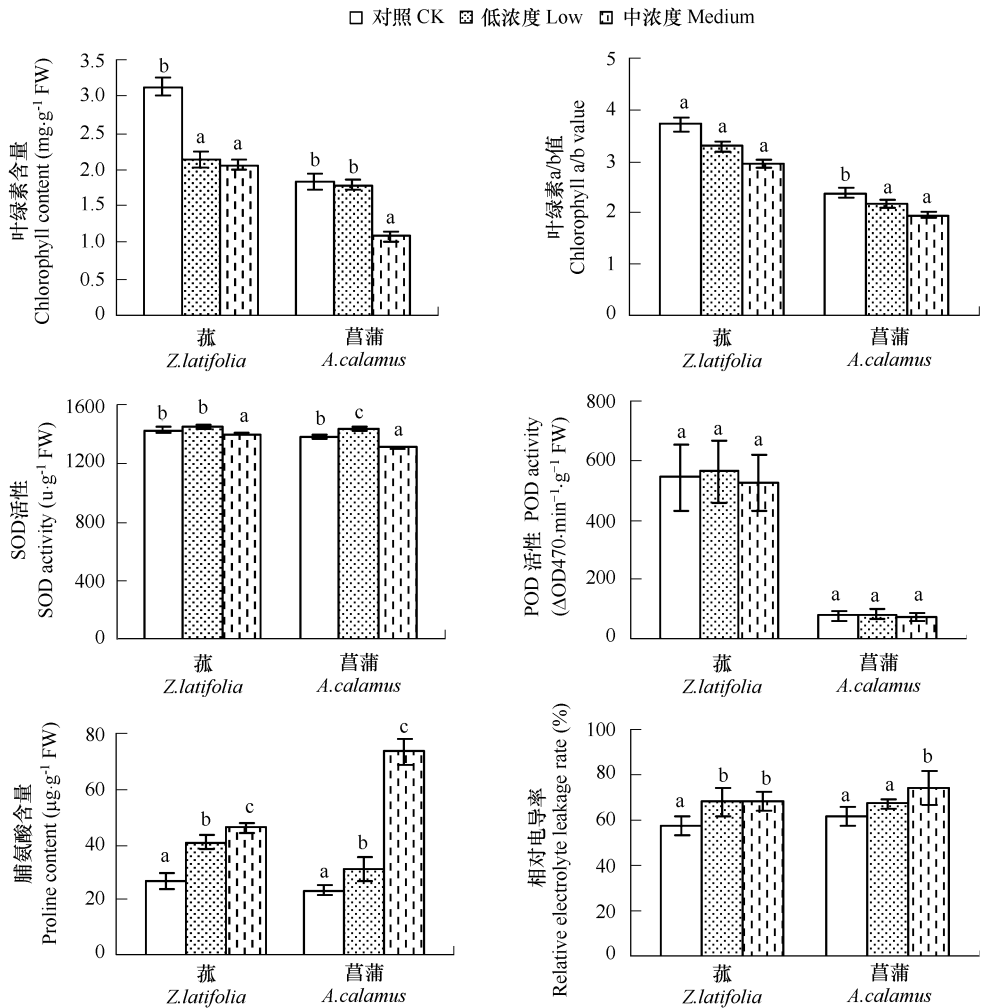 对照 CK 低浓度 Low 中浓度 Medium
叶绿素含量
Chlorophyll content (mg·g⁻¹ FW)
3.5
3.0
2.5
2.0
1.5
1.0
0.5
0
b a a b b a
菰 菖蒲
Z.latifolia A.calamus
叶绿素a/b值
Chlorophyll a/b value
5
4
3
2
1
0
a a a b a a
菰 菖蒲
Z.latifolia A.calamus
SOD活性
SOD activity (u·g⁻¹ FW)
1600
1200
800
400
0
b b a b c a
菰 菖蒲
Z.latifolia A.calamus
POD 活性 POD activity
(ΔOD470·min⁻¹·g⁻¹ FW)
800
600
400
200
0
a a a a a a
菰 菖蒲
Z.latifolia A.calamus
脯氨酸含量
Proline content (μg·g⁻¹ FW)
80
60
40
20
0
a b c a b c
菰 菖蒲
Z.latifolia A.calamus
相对电导率
Relative electrolyte leakage rate (%)
100
80
60
40
20
0
a b b a a b
菰 菖蒲
Z.latifolia A.calamus